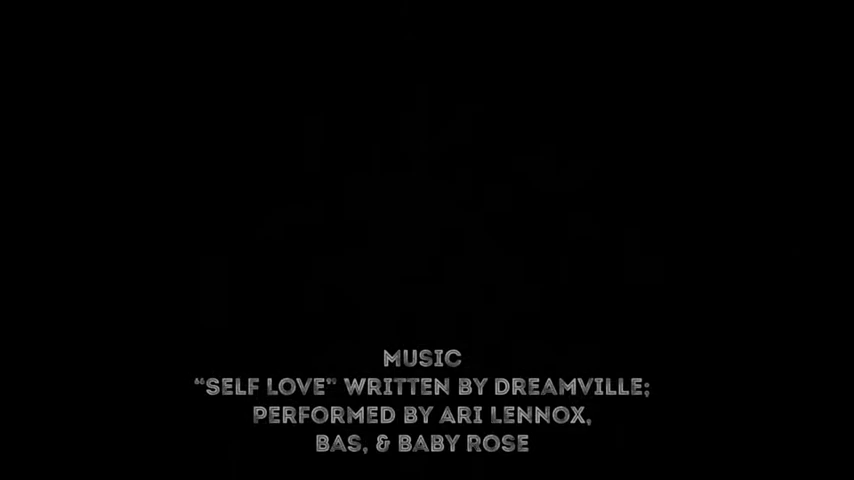 MUSIC
“SELF LOVE” WRITTEN BY DREAMVILLE;
PERFORMED BY ARI LENNOX,
BAS, & BABY ROSE